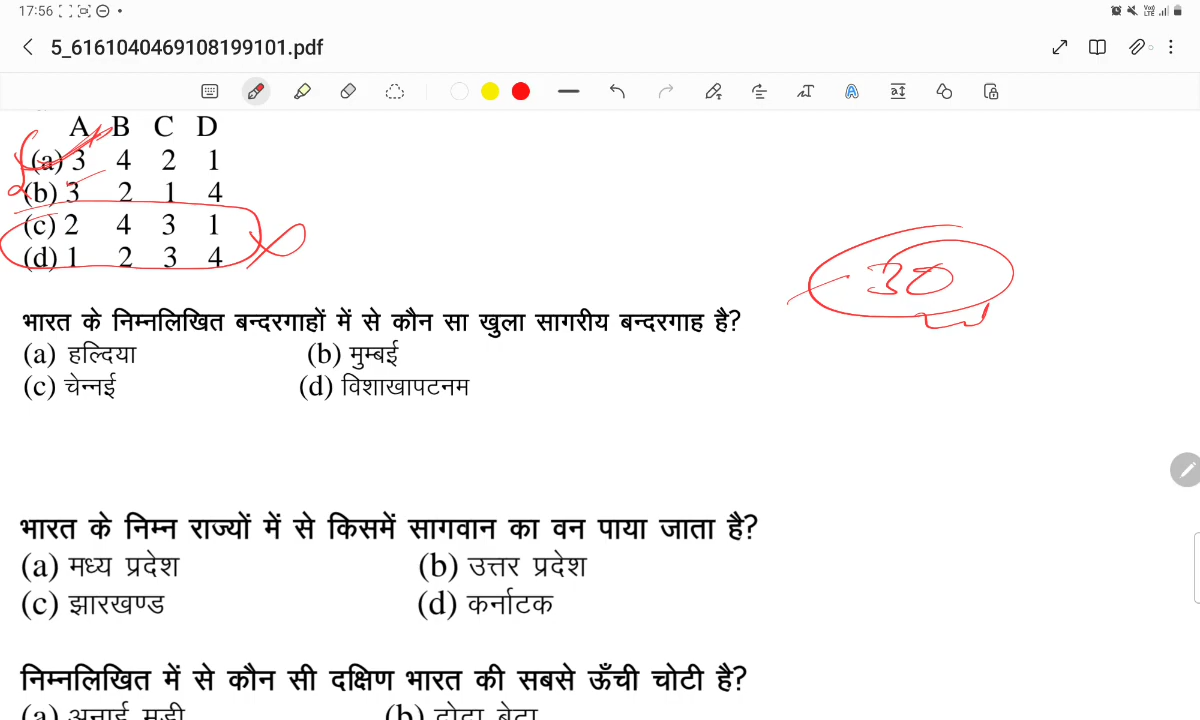 17:56
5_6161040469108199101.pdf
A B C D
(a) 3 4 2 1
(b) 3 2 1 4
(c) 2 4 3 1
(d) 1 2 3 4
30
भारत के निम्नलिखित बन्दरगाहों में से कौन सा खुला सागरीय बन्दरगाह है?
(a) हल्दिया (b) मुम्बई
(c) चेन्नई (d) विशाखापटनम
भारत के निम्न राज्यों में से किसमें सागवान का वन पाया जाता है?
(a) मध्य प्रदेश (b) उत्तर प्रदेश
(c) झारखण्ड (d) कर्नाटक
निम्नलिखित में से कौन सी दक्षिण भारत की सबसे ऊँची चोटी है?
(a) अनाई मुडी (b) दोदा बेटा